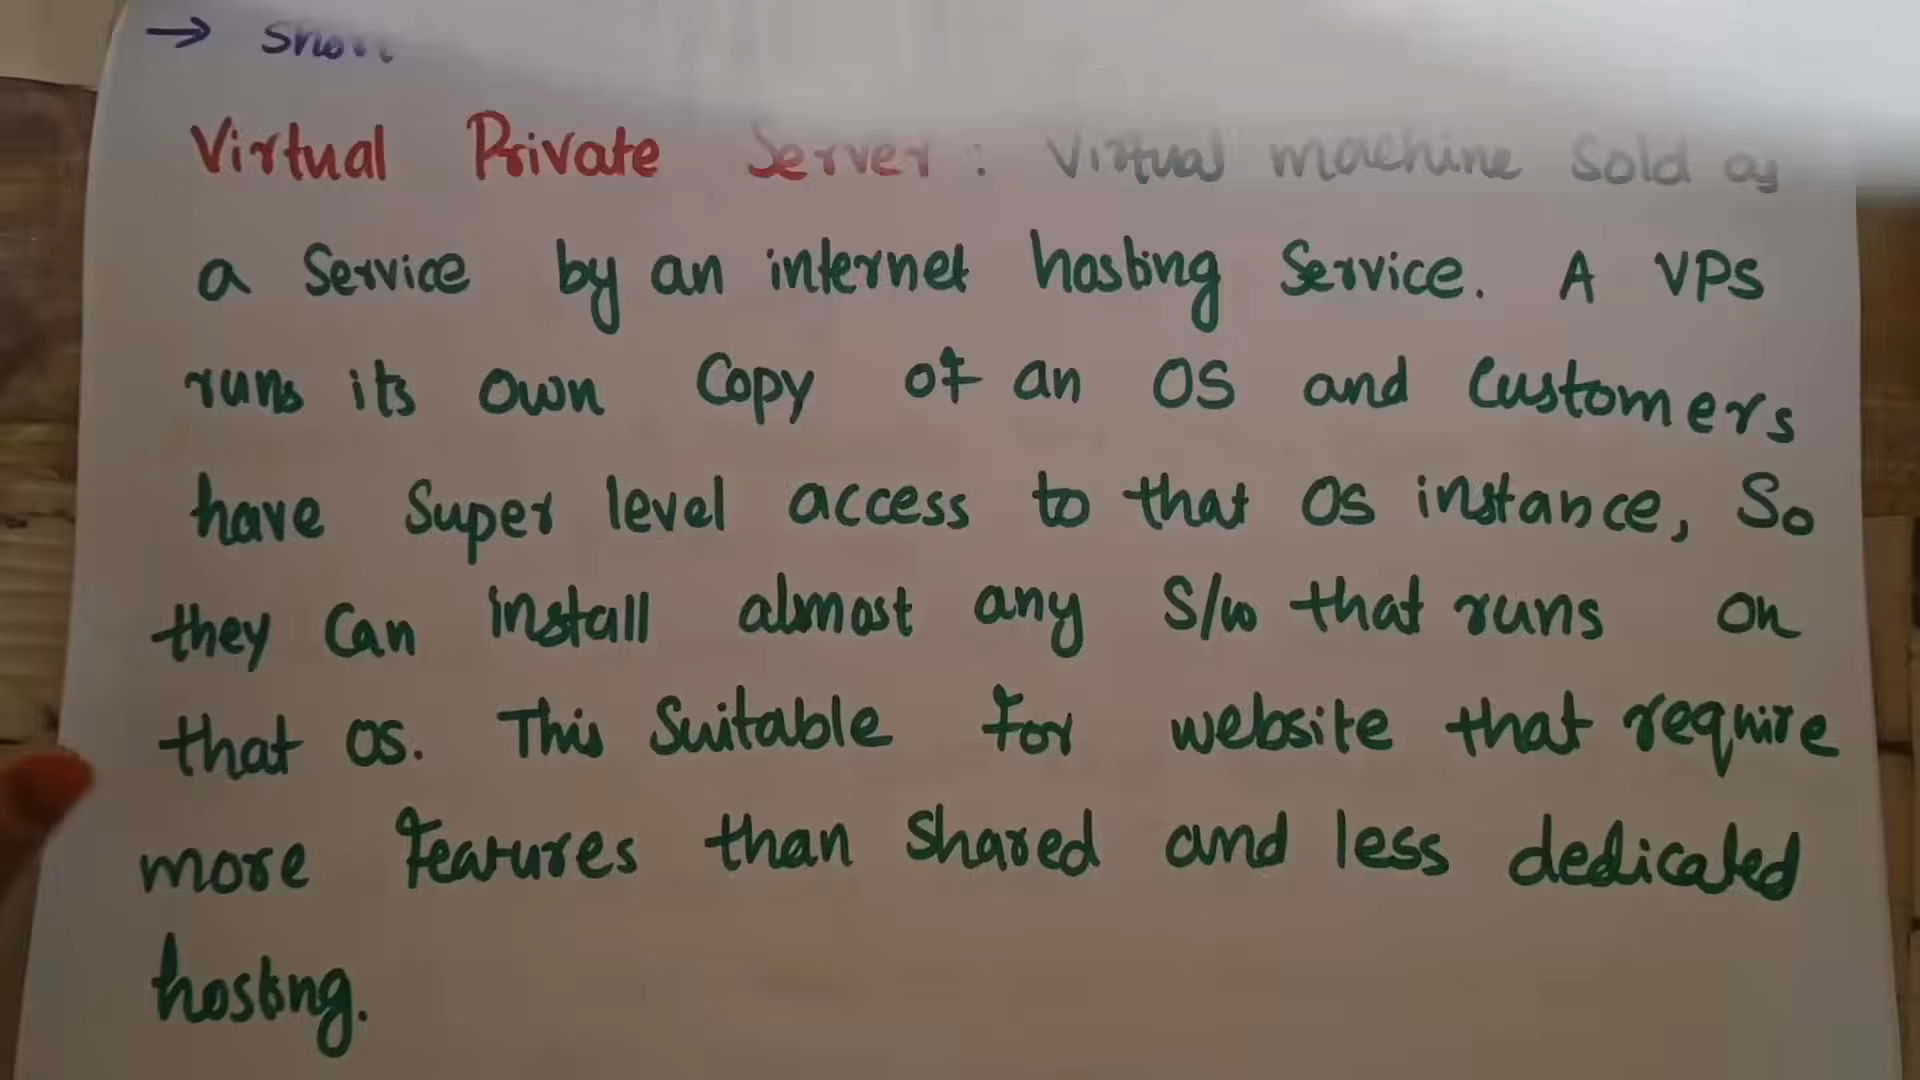 → Short
Virtual Private Server : Virtual machine Sold as
a Service by an internet hosting Service. A VPS
runs its own Copy of an OS and Customers
have Super level access to that OS instance, So
they Can install almost any S/w that runs on
that OS. This Suitable for website that require
more features than Shared and less dedicated
hosting.